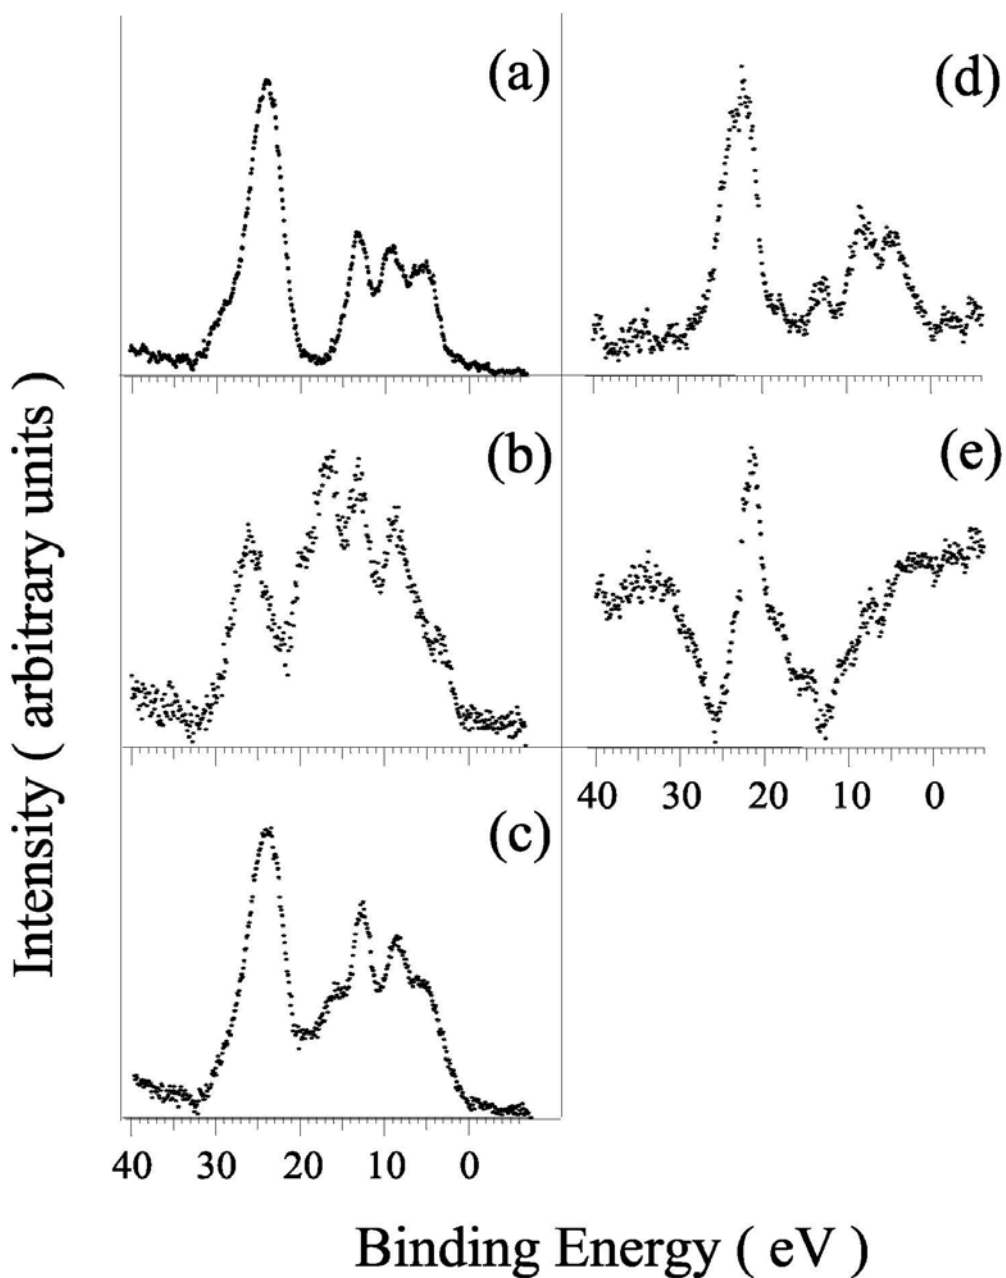 (a)
(d)
(b)
(e)
40 30 20 10 0
(c)
40 30 20 10 0
Intensity ( arbitrary units )
Binding Energy ( eV )